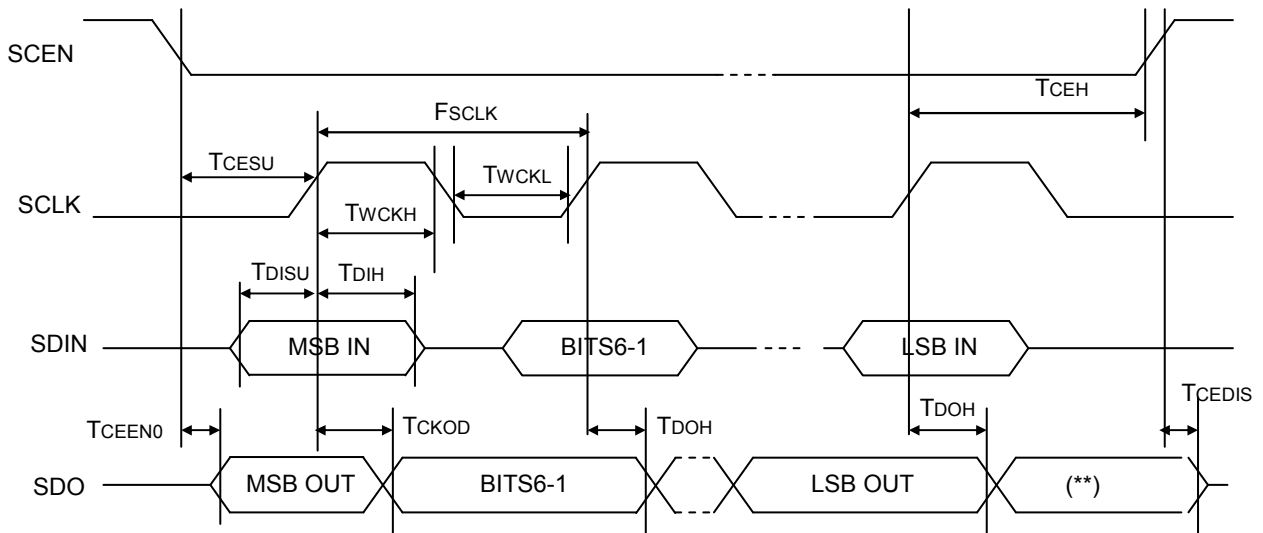 SCEN
TCEH
FSCLK
TCESU
TWCKL
SCLK
TWCKH
TDISU TDIH
SDIN MSB IN BITS6-1 LSB IN
TCEDIS
TCEEN0 TCKOD TDOH TDOH
SDO MSB OUT BITS6-1 LSB OUT (**)